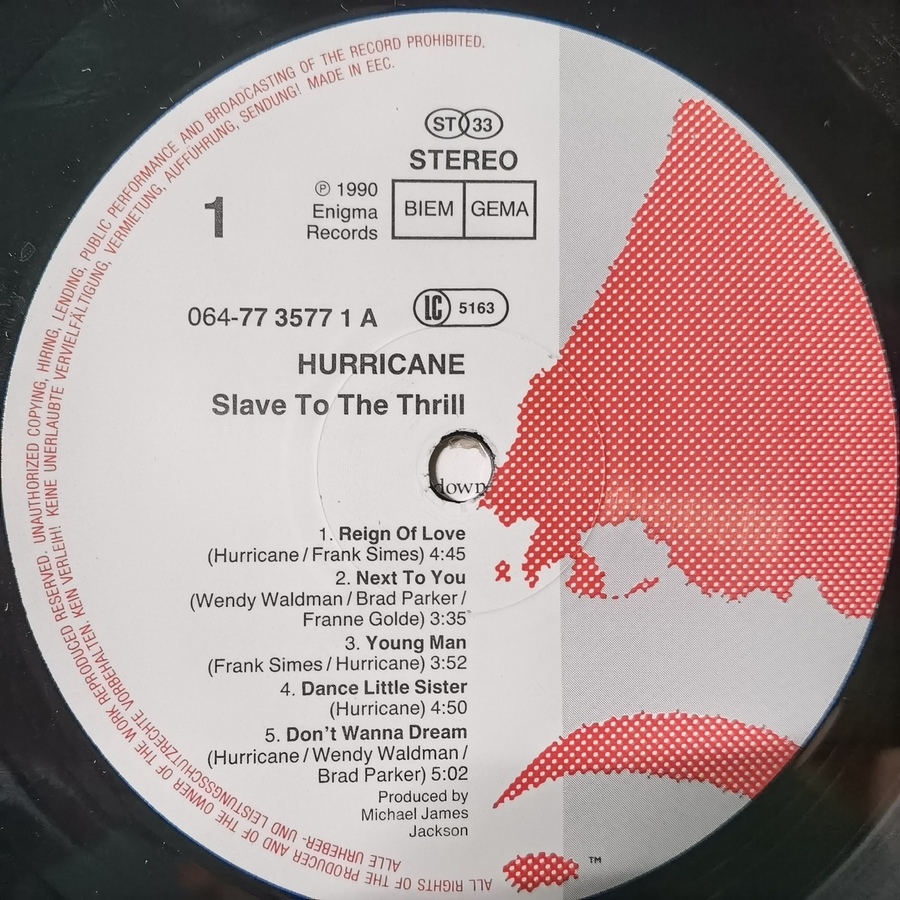 ALL RIGHTS OF THE PRODUCER AND OF THE OWNER OF THE WORK REPRODUCED RESERVED. UNAUTHORIZED COPYING, HIRING, LENDING, PUBLIC PERFORMANCE AND BROADCASTING OF THE RECORD PROHIBITED.
ALLE URHEBER- UND LEISTUNGSSCHUTZRECHTE VORBEHALTEN. KEIN VERLEIH! KEINE UNERLAUBTE VERVIELFÄLTIGUNG, VERMIETUNG, AUFFÜHRUNG, SENDUNG! MADE IN EEC.
ST 33
STEREO
1
℗ 1990
Enigma
Records
BIEM GEMA
064-77 3577 1 A
LC 5163
HURRICANE
Slave To The Thrill
down
1. Reign Of Love
(Hurricane / Frank Simes) 4:45
2. Next To You
(Wendy Waldman / Brad Parker /
Franne Golde) 3:35
3. Young Man
(Frank Simes / Hurricane) 3:52
4. Dance Little Sister
(Hurricane) 4:50
5. Don't Wanna Dream
(Hurricane / Wendy Waldman /
Brad Parker) 5:02
Produced by
Michael James
Jackson
TM